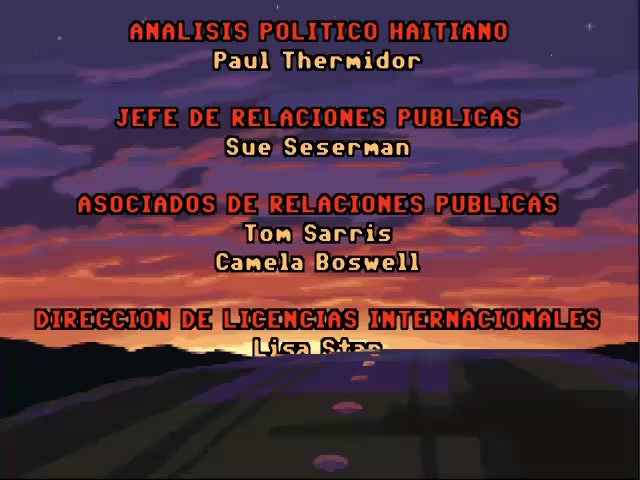 ANALISIS POLITICO HAITIANO
Paul Thermidor
JEFE DE RELACIONES PUBLICAS
Sue Seserman
ASOCIADOS DE RELACIONES PUBLICAS
Tom Sarris
Camela Boswell
DIRECCION DE LICENCIAS INTERNACIONALES
Lisa